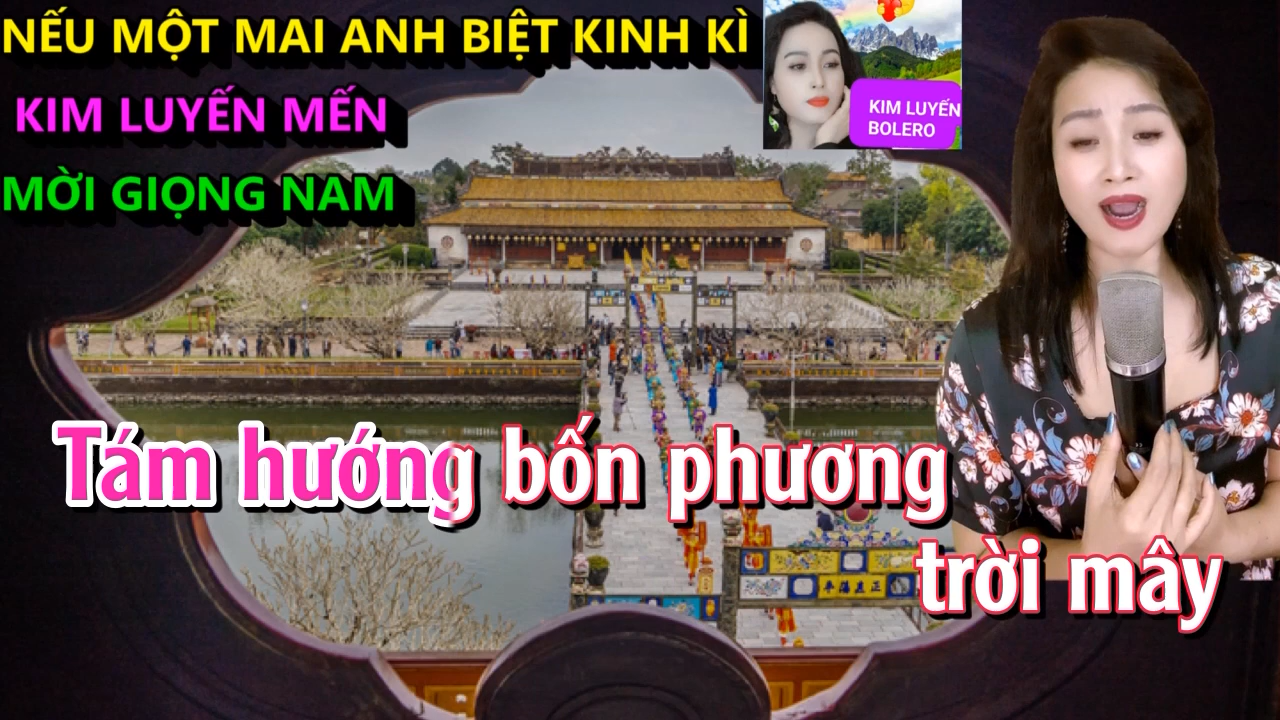 NẾU MỘT MAI ANH BIỆT KINH KÌ
KIM LUYẾN MẾN
MỜI GIỌNG NAM
KIM LUYẾN
BOLERO
Tám hướng bốn phương
trời mây